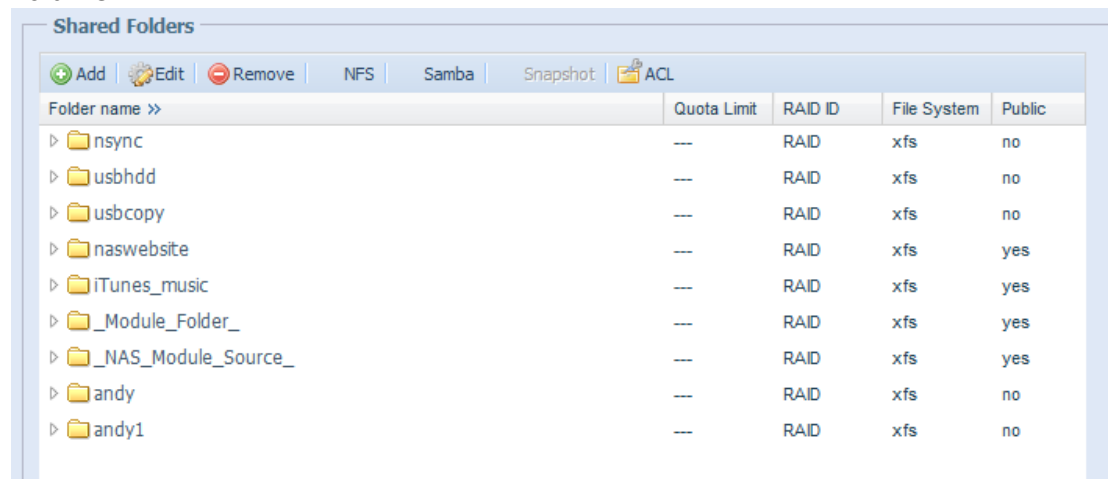 Shared Folders
Add Edit Remove NFS Samba Snapshot ACL
Folder name >> Quota Limit RAID ID File System Public
nsync --- RAID xfs no
usbhdd --- RAID xfs no
usbcopy --- RAID xfs no
naswebsite --- RAID xfs yes
iTunes_music --- RAID xfs yes
_Module_Folder_ --- RAID xfs yes
_NAS_Module_Source_ --- RAID xfs yes
andy --- RAID xfs no
andy1 --- RAID xfs no